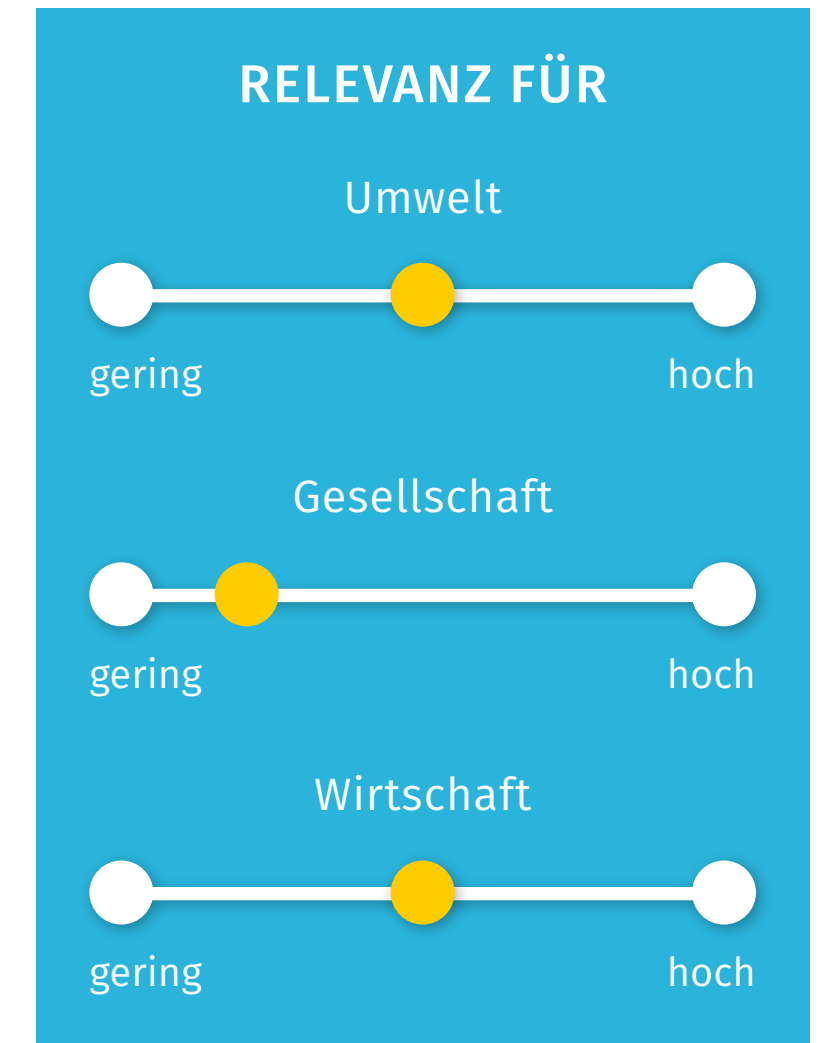 RELEVANZ FÜR
Umwelt
gering hoch
Gesellschaft
gering hoch
Wirtschaft
gering hoch